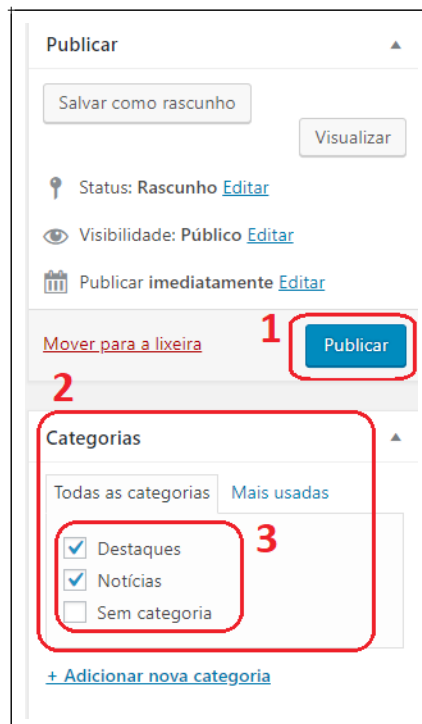 Publicar
Salvar como rascunho
Visualizar
Status: Rascunho Editar
Visibilidade: Público Editar
Publicar imediatamente Editar
Mover para a lixeira 1 Publicar
2
Categorias
Todas as categorias Mais usadas
Destaques 3
Notícias
Sem categoria
+ Adicionar nova categoria